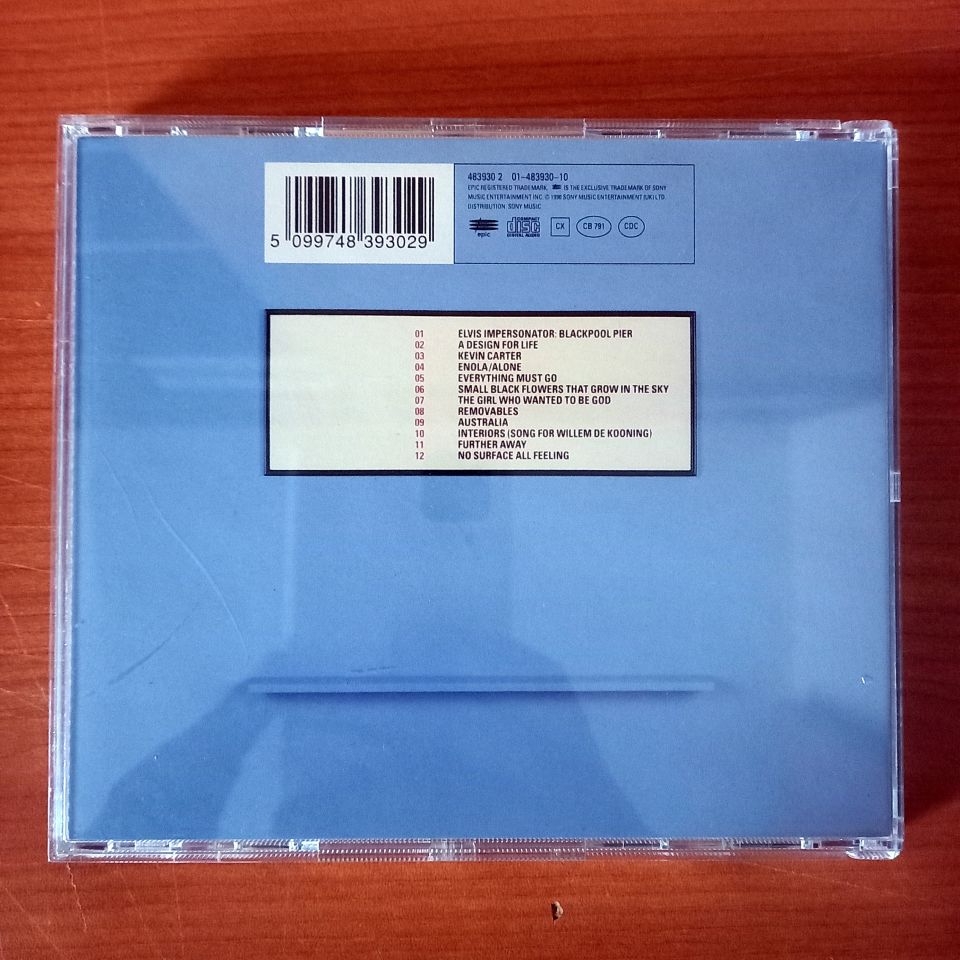 5 099748 393029
483930 2 01-483930-10
EPIC REGISTERED TRADEMARK. epic IS THE EXCLUSIVE TRADEMARK OF SONY
MUSIC ENTERTAINMENT INC. © 1996 SONY MUSIC ENTERTAINMENT (UK) LTD.
DISTRIBUTION: SONY MUSIC
epic
COMPACT
disc
DIGITAL AUDIO
CX
CB 791
CDC
01 ELVIS IMPERSONATOR: BLACKPOOL PIER
02 A DESIGN FOR LIFE
03 KEVIN CARTER
04 ENOLA/ALONE
05 EVERYTHING MUST GO
06 SMALL BLACK FLOWERS THAT GROW IN THE SKY
07 THE GIRL WHO WANTED TO BE GOD
08 REMOVABLES
09 AUSTRALIA
10 INTERIORS (SONG FOR WILLEM DE KOONING)
11 FURTHER AWAY
12 NO SURFACE ALL FEELING